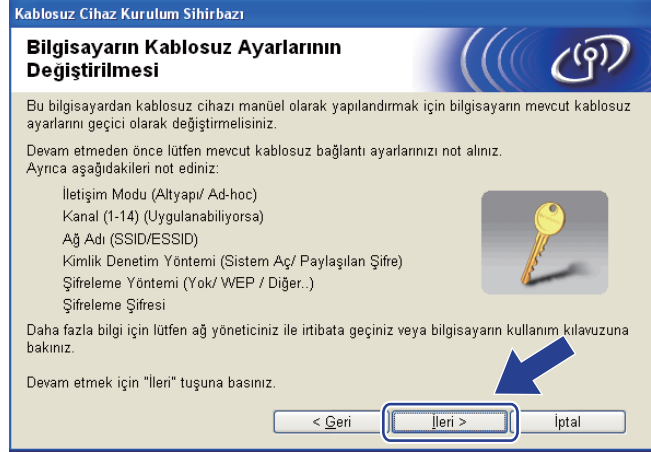 Kablosuz Cihaz Kurulum Sihirbazı
Bilgisayarın Kablosuz Ayarlarının
Değiştirilmesi
Bu bilgisayardan kablosuz cihazı manüel olarak yapılandırmak için bilgisayarın mevcut kablosuz
ayarlarını geçici olarak değiştirmelisiniz.
Devam etmeden önce lütfen mevcut kablosuz bağlantı ayarlarınızı not alınız.
Ayrıca aşağıdakileri not ediniz:
İletişim Modu (Altyapı/ Ad-hoc)
Kanal (1-14) (Uygulanabiliyorsa)
Ağ Adı (SSID/ESSID)
Kimlik Denetim Yöntemi (Sistem Aç/ Paylaşılan Şifre)
Şifreleme Yöntemi (Yok/ WEP / Diğer..)
Şifreleme Şifresi
Daha fazla bilgi için lütfen ağ yöneticiniz ile irtibata geçiniz veya bilgisayarın kullanım kılavuzuna
bakınız.
Devam etmek için "İleri" tuşuna basınız.
< Geri İleri > İptal